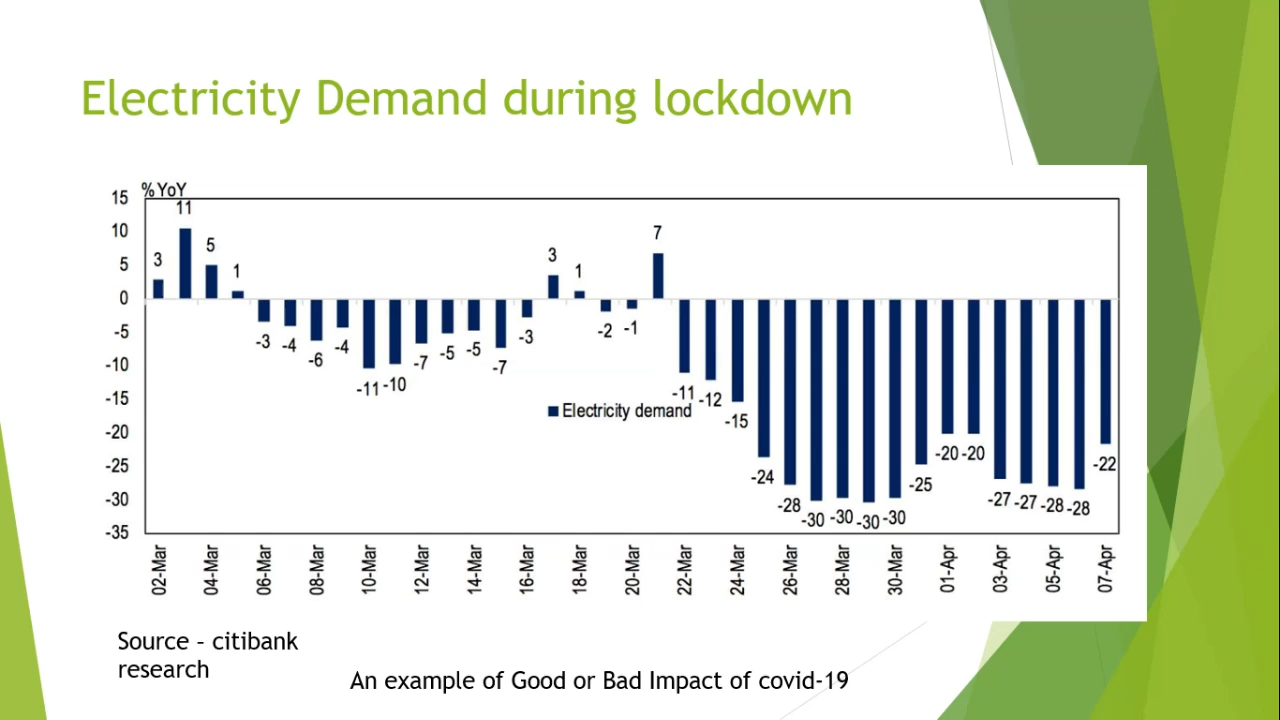 Electricity Demand during lockdown
% YoY
15
10
5
0
-5
-10
-15
-20
-25
-30
-35
3
11
5
1
-3
-4
-6
-4
-11
-10
-7
-5
-5
-7
-3
3
1
-2
-1
7
-11
-12
-15
-24
-28
-30
-30
-30
-30
-25
-20
-20
-27
-27
-28
-28
-22
Electricity demand
02-Mar
04-Mar
06-Mar
08-Mar
10-Mar
12-Mar
14-Mar
16-Mar
18-Mar
20-Mar
22-Mar
24-Mar
26-Mar
28-Mar
30-Mar
01-Apr
03-Apr
05-Apr
07-Apr
Source – citibank
research
An example of Good or Bad Impact of covid-19